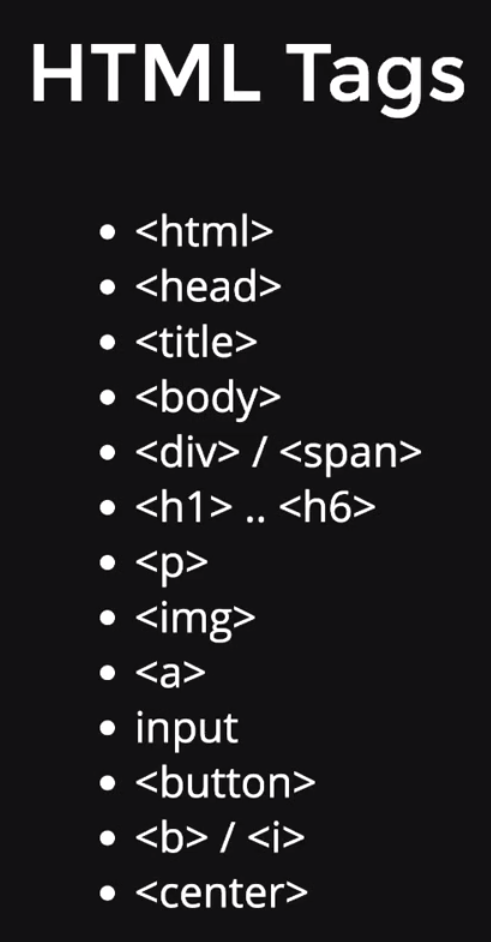 HTML Tags
• <html>
• <head>
• <title>
• <body>
• <div> / <span>
• <h1> .. <h6>
• <p>
• <img>
• <a>
• input
• <button>
• <b> / <i>
• <center>